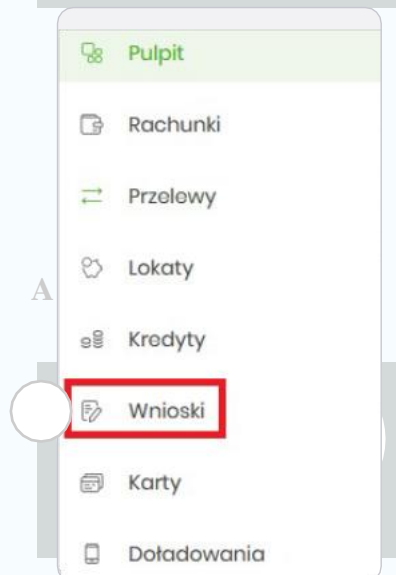 Pulpit
Rachunki
Przelewy
Lokaty
A
Kredyty
Wnioski
Karty
Doładowania